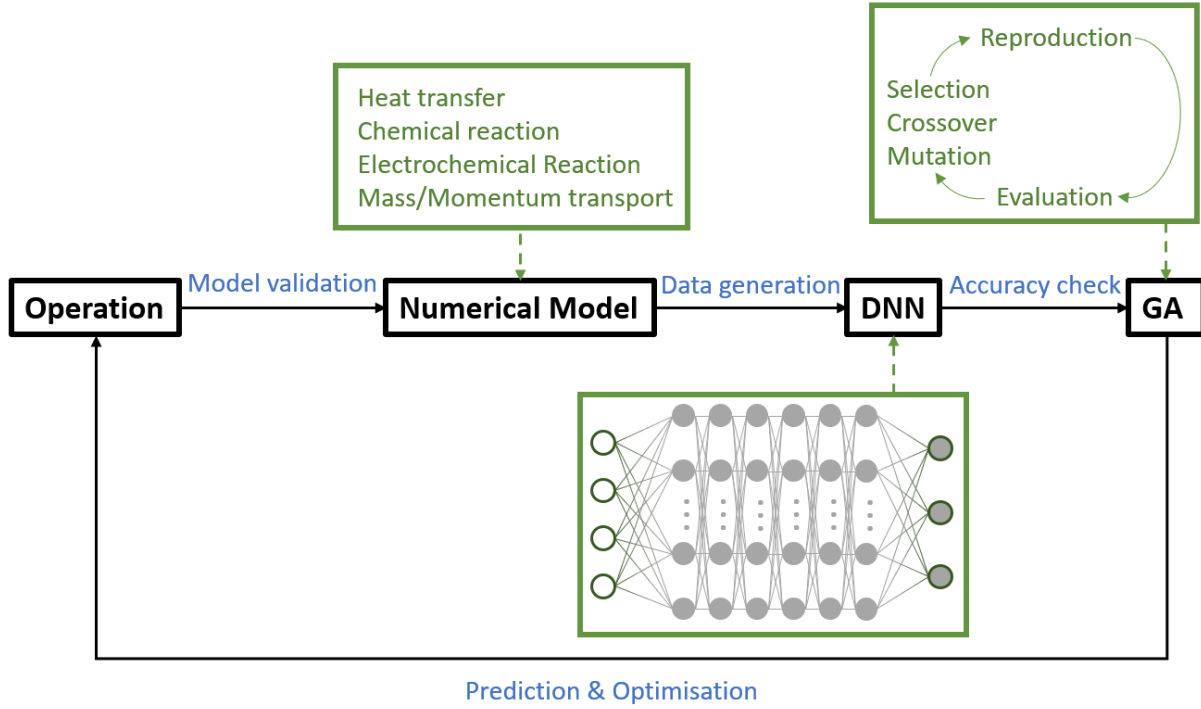 Reproduction
Selection
Crossover
Mutation
Evaluation
Heat transfer
Chemical reaction
Electrochemical Reaction
Mass/Momentum transport
Model validation
Data generation
Accuracy check
Operation
Numerical Model
DNN
GA
Prediction & Optimisation